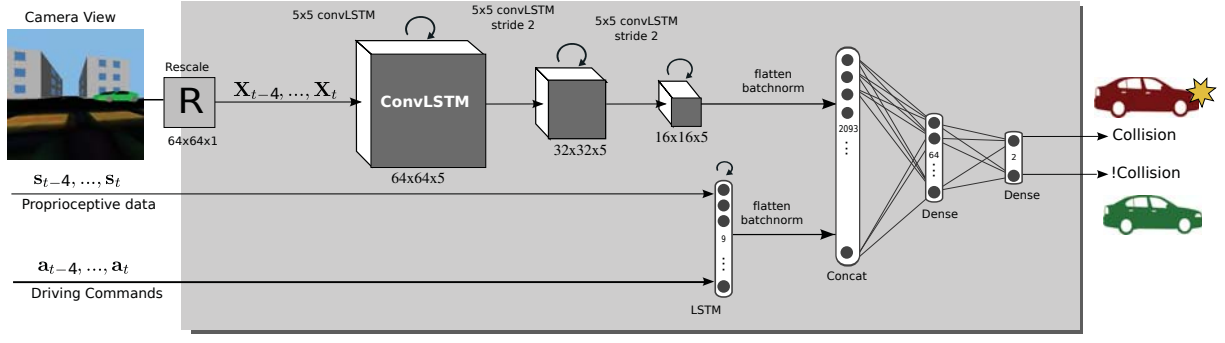 Camera View
5x5 convLSTM
5x5 convLSTM
stride 2
5x5 convLSTM
stride 2
Rescale
R
64x64x1
X_{t−4}, ..., X_t
ConvLSTM
64x64x5
32x32x5
16x16x5
flatten
batchnorm
2093
...
64
...
2
Collision
!Collision
Dense
Dense
s_{t−4}, ..., s_t
Proprioceptive data
9
...
flatten
batchnorm
Concat
a_{t−4}, ..., a_t
Driving Commands
LSTM